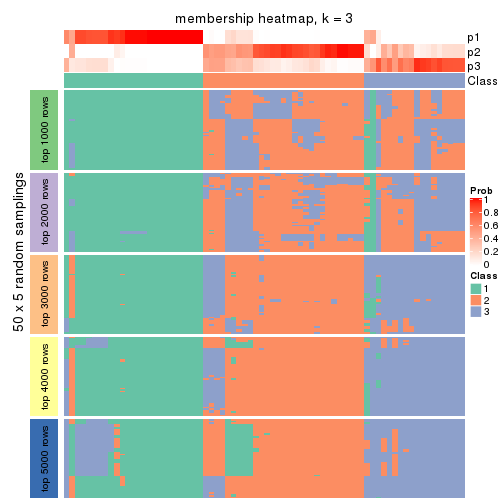 membership heatmap, k = 3
p1
p2
p3
Class
50 x 5 random samplings
top 1000 rows
top 2000 rows
top 3000 rows
top 4000 rows
top 5000 rows
Prob
1
0.8
0.6
0.4
0.2
0
Class
1
2
3